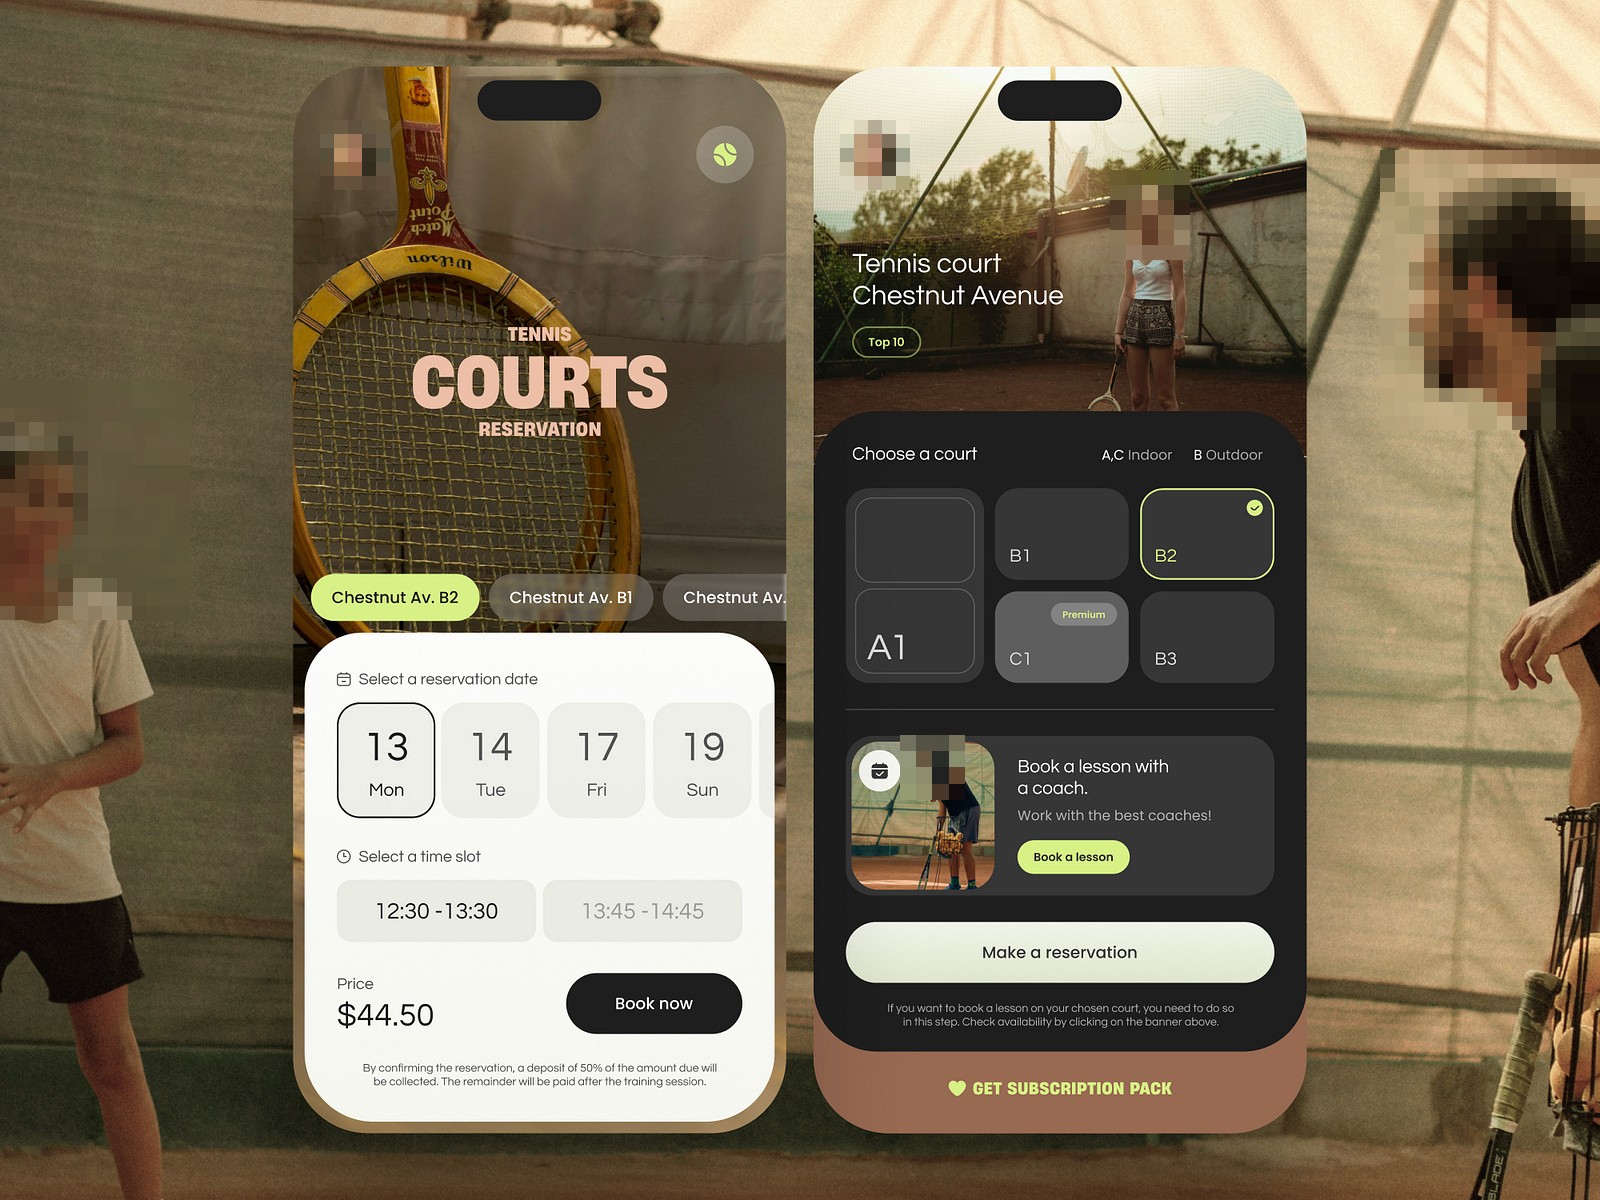 Match
Point
Wilson
TENNIS
COURTS
RESERVATION
Chestnut Av. B2
Chestnut Av. B1
Chestnut Av.
Select a reservation date
13
Mon
14
Tue
17
Fri
19
Sun
Select a time slot
12:30 -13:30
13:45 -14:45
Price
$44.50
Book now
By confirming the reservation, a deposit of 50% of the amount due will
be collected. The remainder will be paid after the training session.
Tennis court
Chestnut Avenue
Top 10
Choose a court
A,C Indoor
B Outdoor
A1
B1
B2
Premium
C1
B3
Book a lesson with
a coach.
Work with the best coaches!
Book a lesson
Make a reservation
If you want to book a lesson on your chosen court, you need to do so
in this step. Check availability by clicking on the banner above.
GET SUBSCRIPTION PACK
BLADE